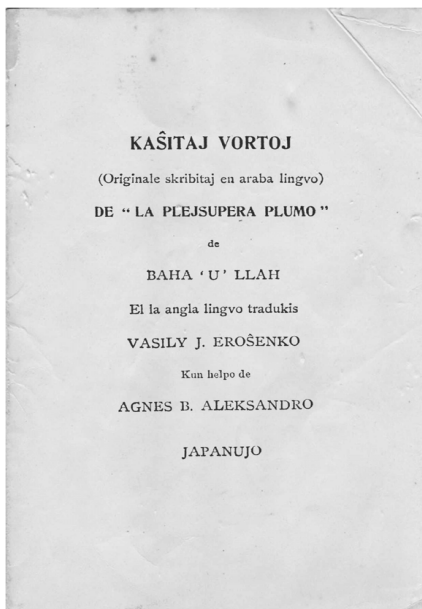 KAŜITAJ VORTOJ
(Originale skribitaj en araba lingvo)
DE “ LA PLEJSUPERA PLUMO ”
de
BAHA ‘U’ LLAH
El la angla lingvo tradukis
VASILY J. EROŜENKO
Kun helpo de
AGNES B. ALEKSANDRO
JAPANUJO